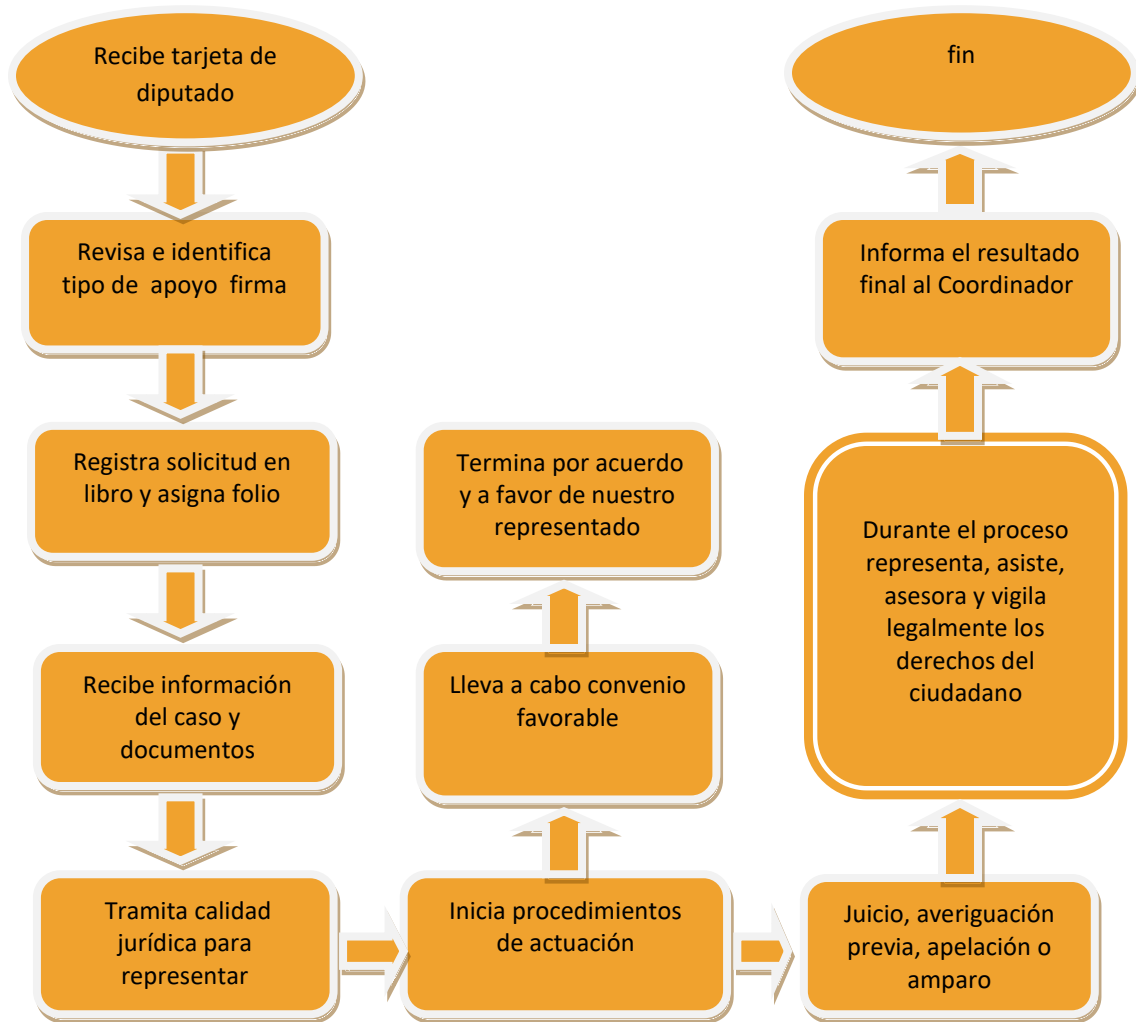 Recibe tarjeta de
diputado
Revisa e identifica
tipo de apoyo firma
Registra solicitud en
libro y asigna folio
Recibe información
del caso y
documentos
Tramita calidad
jurídica para
representar
Inicia procedimientos
de actuación
Lleva a cabo convenio
favorable
Termina por acuerdo
y a favor de nuestro
representado
Juicio, averiguación
previa, apelación o
amparo
Durante el proceso
representa, asiste,
asesora y vigila
legalmente los
derechos del
ciudadano
Informa el resultado
final al Coordinador
fin